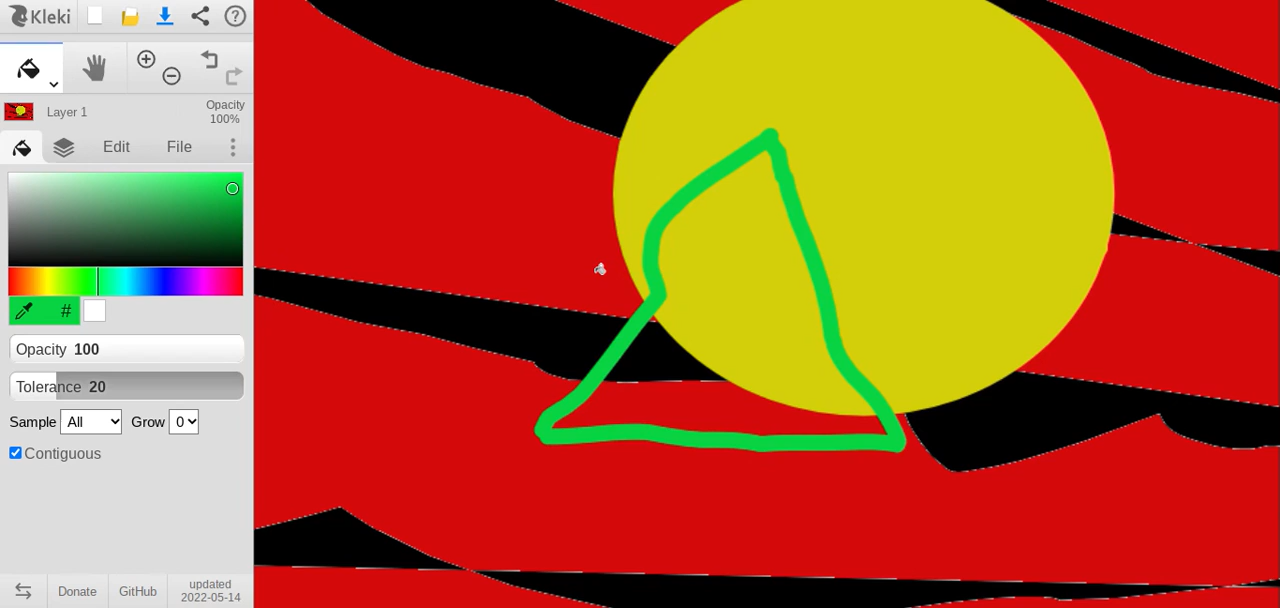 Kleki
Layer 1
Opacity
100%
Edit
File
#
Opacity 100
Tolerance 20
Sample All Grow 0
Contiguous
Donate
GitHub
updated
2022-05-14